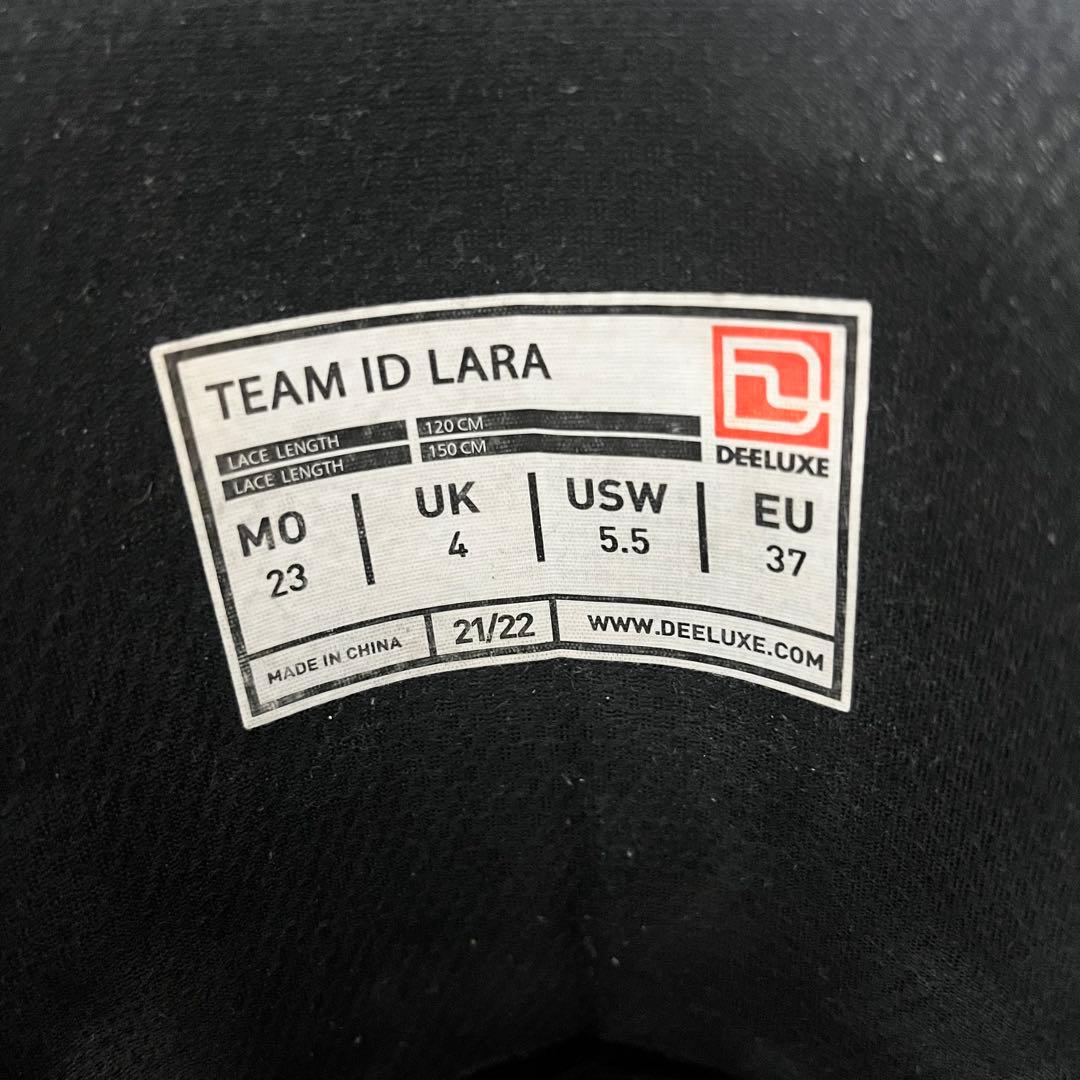 TEAM ID LARA
LACE LENGTH 120 CM
LACE LENGTH 150 CM
DEELUXE
MO UK USW EU
23 4 5.5 37
MADE IN CHINA 21/22 WWW.DEELUXE.COM